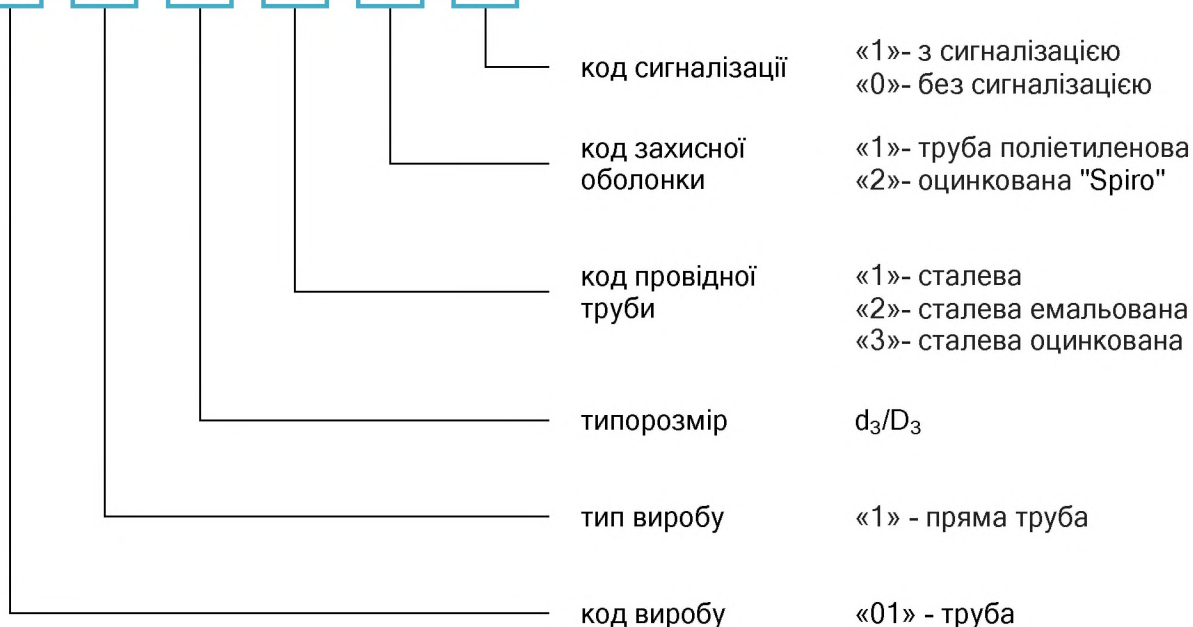 код сигналізації «1»- з сигналізацією
«0»- без сигналізацією
код захисної «1»- труба поліетиленова
оболонки «2»- оцинкована "Spiro"
код провідної «1»- сталева
труби «2»- сталева емальована
«3»- сталева оцинкована
типорозмір d₃/D₃
тип виробу «1» - пряма труба
код виробу «01» - труба